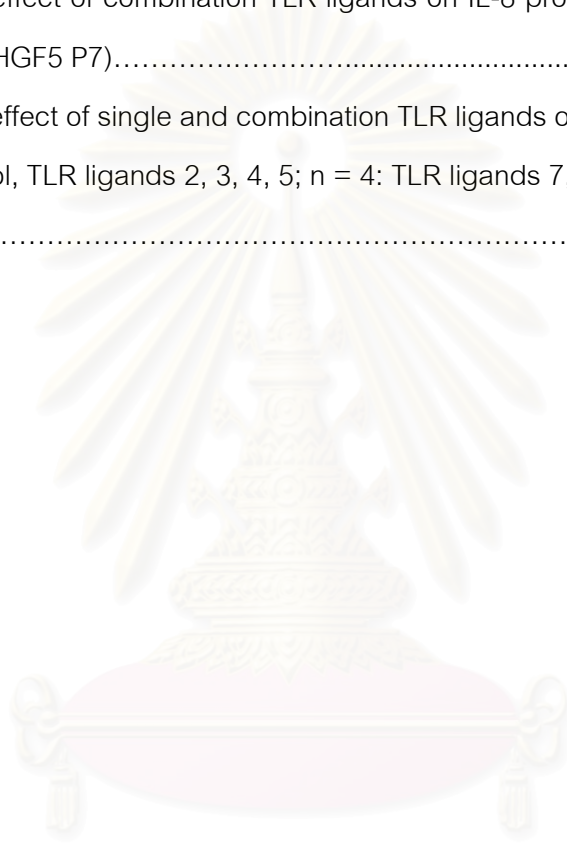 effect of combination TLR ligands on IL-8 pro
HGF5 P7)……………………...............................
effect of single and combination TLR ligands o
ol, TLR ligands 2, 3, 4, 5; n = 4: TLR ligands 7,
…………………………………………………………